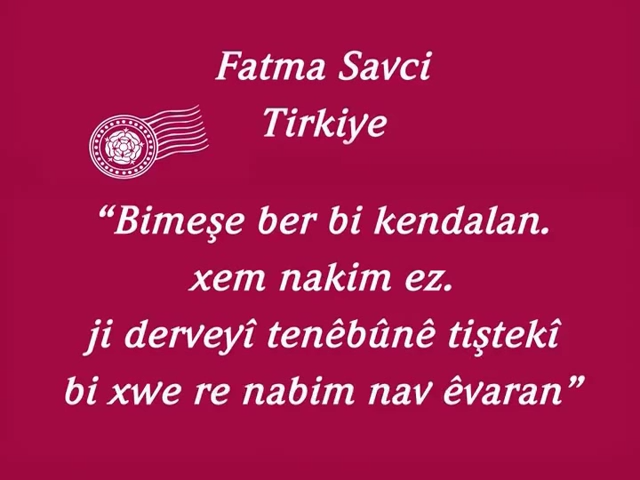 Fatma Savci
Tirkiye
“Bimeşe ber bi kendalan.
xem nakim ez.
ji derveyî tenêbûnê tiştekî
bi xwe re nabim nav êvaran”